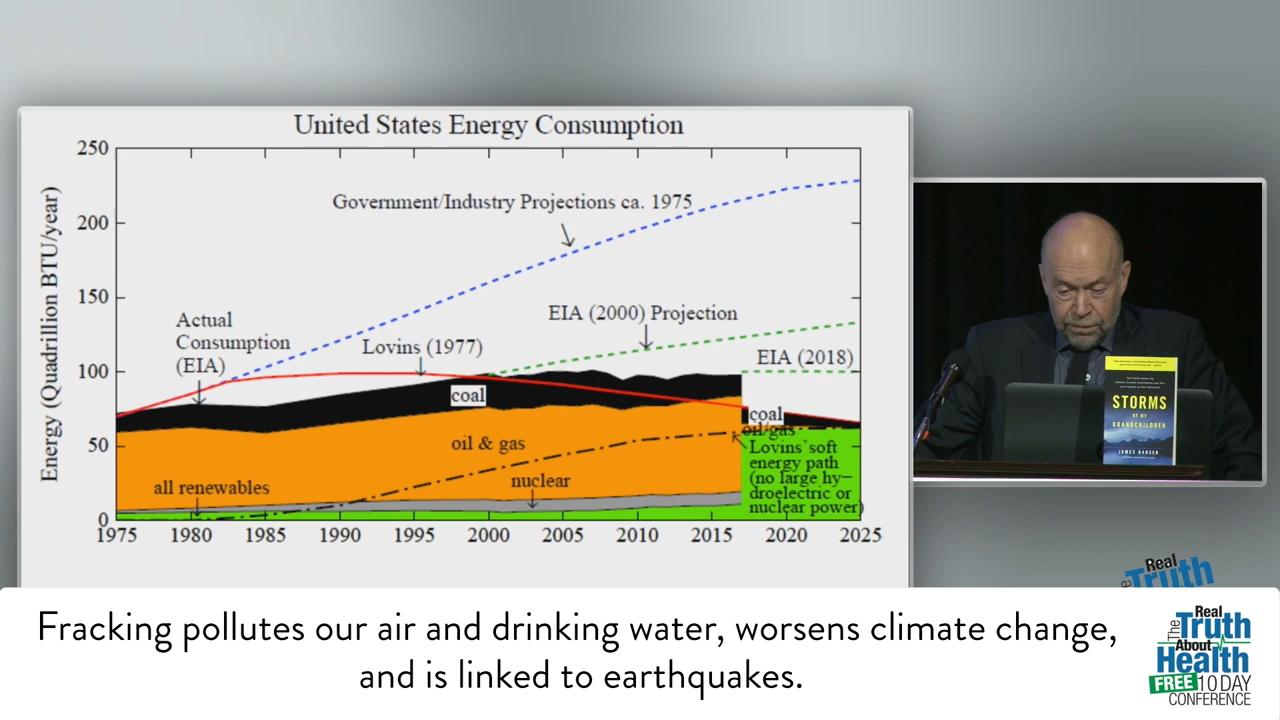 United States Energy Consumption
Energy (Quadrillion BTU/year)
250
200
150
100
50
0
Government/Industry Projections ca. 1975
EIA (2000) Projection
Actual
Consumption
(EIA)
Lovins (1977)
EIA (2018)
coal
coal
oil/gas
oil & gas
Lovins' soft
energy path
(no large hy-
droelectric or
nuclear power)
all renewables
nuclear
1975 1980 1985 1990 1995 2000 2005 2010 2015 2020 2025
STORMS
OF MY
GRANDCHILDREN
JAMES HANSEN
Real
Truth
Fracking pollutes our air and drinking water, worsens climate change,
and is linked to earthquakes.
The Real
Truth
About
Health
FREE 10 DAY
CONFERENCE